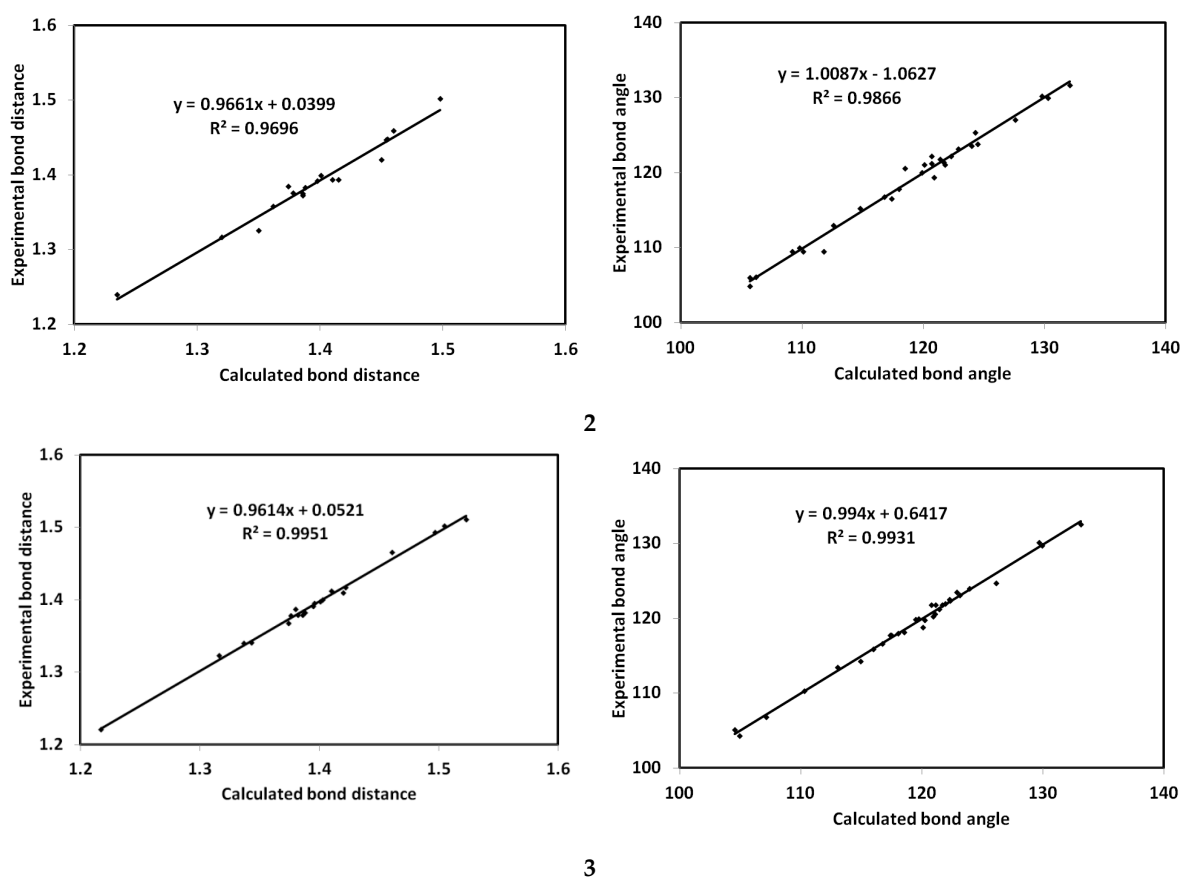 1.6
1.5
1.4
1.3
1.2
1.2 1.3 1.4 1.5 1.6
Experimental bond distance
Calculated bond distance
y = 0.9661x + 0.0399
R² = 0.9696
140
130
120
110
100
100 110 120 130 140
Experimental bond angle
Calculated bond angle
y = 1.0087x - 1.0627
R² = 0.9866
2
1.6
1.5
1.4
1.3
1.2
1.2 1.3 1.4 1.5 1.6
Experimental bond distance
Calculated bond distance
y = 0.9614x + 0.0521
R² = 0.9951
140
130
120
110
100
100 110 120 130 140
Experimental bond angle
Calculated bond angle
y = 0.994x + 0.6417
R² = 0.9931
3